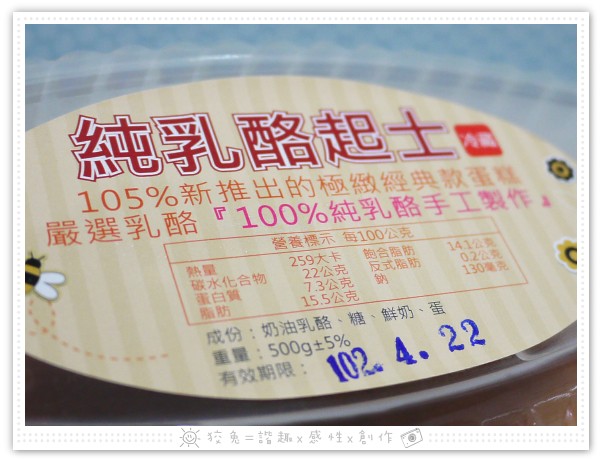 純乳酪起士 冷藏
105%新推出的極緻經典款蛋糕
嚴選乳酪『100%純乳酪手工製作』
營養標示 每100公克
熱量 259大卡 飽合脂肪 14.1公克
碳水化合物 22公克 反式脂肪 0.2公克
蛋白質 7.3公克 鈉 130毫克
脂肪 15.5公克
成份：奶油乳酪、糖、鮮奶、蛋
重量：500g±5%
有效期限：102. 4. 22
狡兔=諧趣x感性x創作